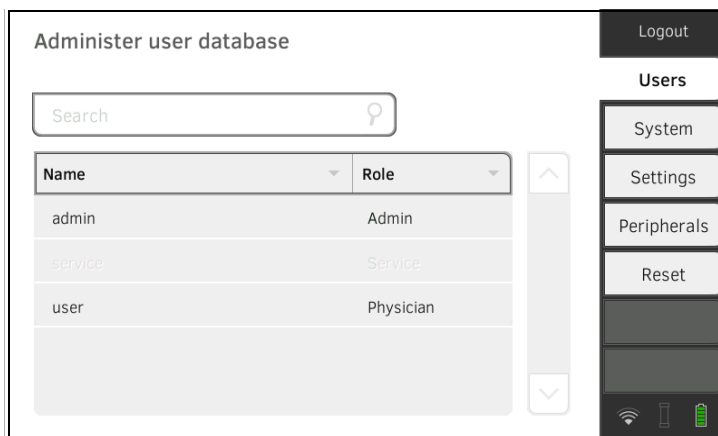 Administer user database
Search
Name Role
admin Admin
service Service
user Physician
Logout
Users
System
Settings
Peripherals
Reset